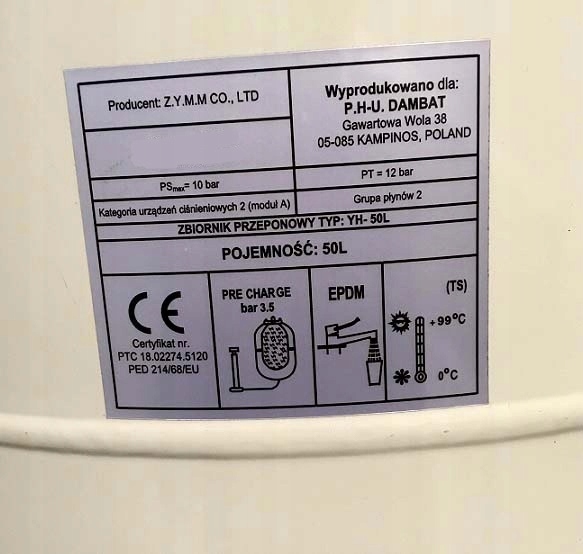 Producent: Z.Y.M.M CO., LTD
Wyprodukowano dla:
P.H-U. DAMBAT
Gawartowa Wola 38
05-085 KAMPINOS, POLAND
PSmax= 10 bar
PT = 12 bar
Kategoria urządzeń ciśnieniowych 2 (moduł A)
Grupa płynów 2
ZBIORNIK PRZEPONOWY TYP: YH- 50L
POJEMNOŚĆ: 50L
CE
Certyfikat nr.
PTC 18.02274.5120
PED 214/68/EU
PRE CHARGE
bar 3.5
EPDM
(TS)
+99°C
0°C